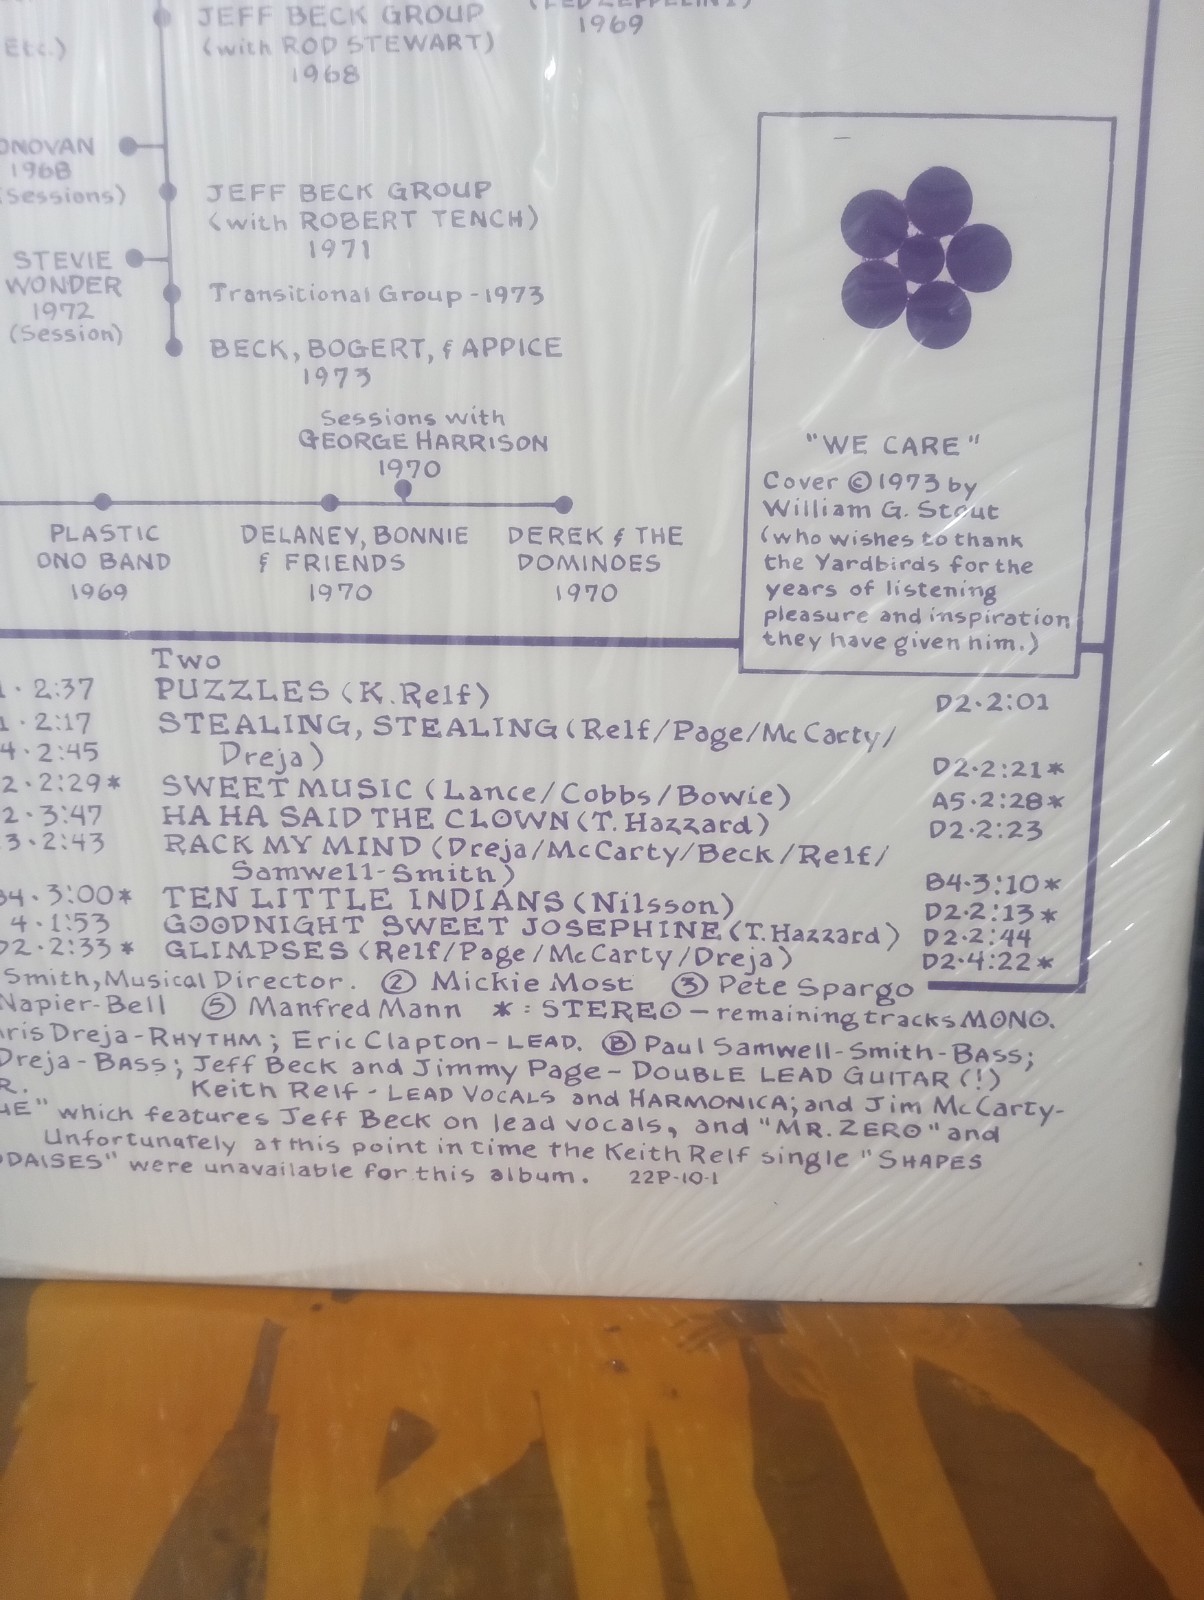 JEFF BECK GROUP
(with ROD STEWART)
1968
(LED ZEPPELIN I)
1969
Etc.)
ONOVAN
1968
(Sessions)
JEFF BECK GROUP
(with ROBERT TENCH)
1971
STEVIE
WONDER
1972
(Session)
Transitional Group - 1973
BECK, BOGERT, & APPICE
1973
Sessions with
GEORGE HARRISON
1970
PLASTIC
ONO BAND
1969
DELANEY, BONNIE
& FRIENDS
1970
DEREK & THE
DOMINOES
1970
"WE CARE"
Cover © 1973 by
William G. Stout
(who wishes to thank
the Yardbirds for the
years of listening
pleasure and inspiration
they have given him.)
Two
1 · 2:37 PUZZLES (K. Relf) D2 · 2:01
1 · 2:17 STEALING, STEALING (Relf/Page/McCarty/
4 · 2:45 Dreja) D2 · 2:21*
2 · 2:29* SWEET MUSIC (Lance/Cobbs/Bowie) A5 · 2:28*
2 · 3:47 HA HA SAID THE CLOWN (T. Hazzard) D2 · 2:23
3 · 2:43 RACK MY MIND (Dreja/McCarty/Beck/Relf/
Samwell-Smith) B4 · 3:10*
B4 · 3:00* TEN LITTLE INDIANS (Nilsson) D2 · 2:13*
4 · 1:53 GOODNIGHT SWEET JOSEPHINE (T. Hazzard) D2 · 2:44
D2 · 2:33* GLIMPSES (Relf/Page/McCarty/Dreja) D2 · 4:22*
Smith, Musical Director. ② Mickie Most ③ Pete Spargo
Napier-Bell ⑤ Manfred Mann * : STEREO – remaining tracks MONO.
ris Dreja - RHYTHM ; Eric Clapton - LEAD. Ⓑ Paul Samwell-Smith - BASS;
Dreja - BASS; Jeff Beck and Jimmy Page - DOUBLE LEAD GUITAR (!)
R. Keith Relf - LEAD VOCALS and HARMONICA; and Jim McCarty-
" which features Jeff Beck on lead vocals, and "MR. ZERO" and
Unfortunately at this point in time the Keith Relf single "SHAPES
DAISES" were unavailable for this album. 22P-10-1